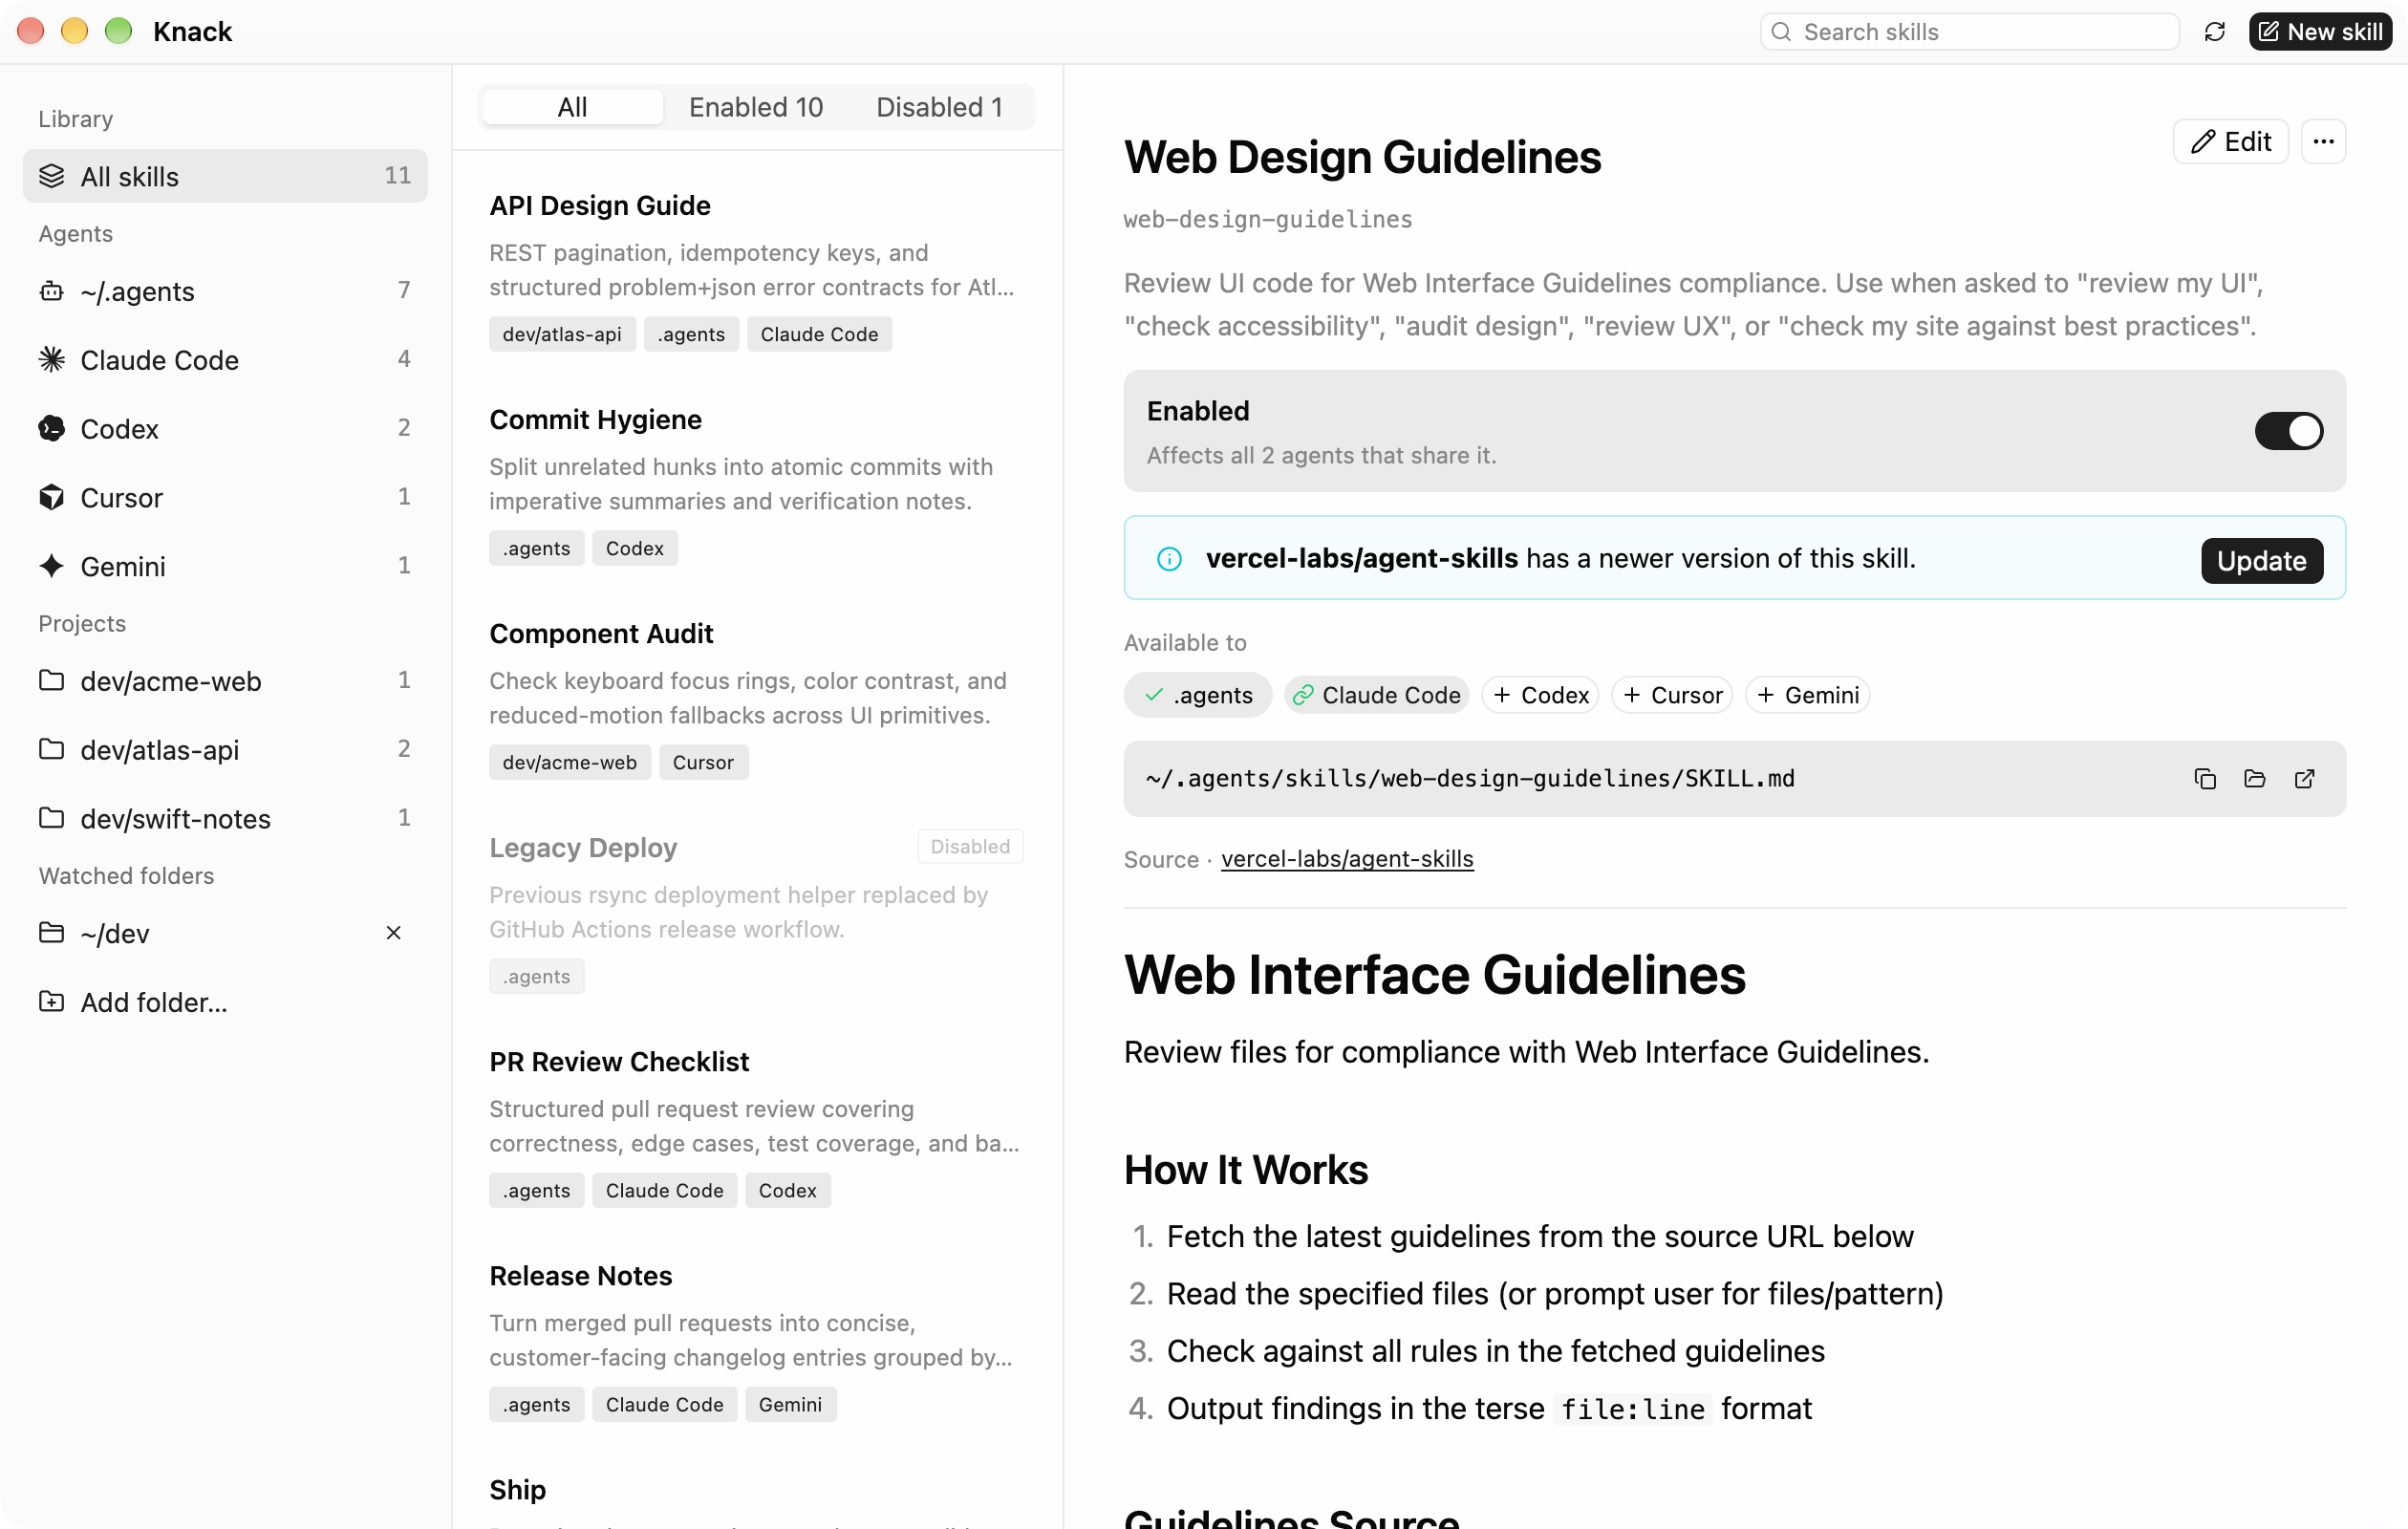 Knack
Search skills
New skill
Library
All skills 11
Agents
~/.agents 7
Claude Code 4
Codex 2
Cursor 1
Gemini 1
Projects
dev/acme-web 1
dev/atlas-api 2
dev/swift-notes 1
Watched folders
~/dev
Add folder...
All Enabled 10 Disabled 1
API Design Guide
REST pagination, idempotency keys, and
structured problem+json error contracts for Atl...
dev/atlas-api .agents Claude Code
Commit Hygiene
Split unrelated hunks into atomic commits with
imperative summaries and verification notes.
.agents Codex
Component Audit
Check keyboard focus rings, color contrast, and
reduced-motion fallbacks across UI primitives.
dev/acme-web Cursor
Legacy Deploy Disabled
Previous rsync deployment helper replaced by
GitHub Actions release workflow.
.agents
PR Review Checklist
Structured pull request review covering
correctness, edge cases, test coverage, and ba...
.agents Claude Code Codex
Release Notes
Turn merged pull requests into concise,
customer-facing changelog entries grouped by...
.agents Claude Code Gemini
Ship
Web Design Guidelines
Edit
web-design-guidelines
Review UI code for Web Interface Guidelines compliance. Use when asked to "review my UI",
"check accessibility", "audit design", "review UX", or "check my site against best practices".
Enabled
Affects all 2 agents that share it.
vercel-labs/agent-skills has a newer version of this skill.
Update
Available to
.agents Claude Code Codex Cursor Gemini
~/.agents/skills/web-design-guidelines/SKILL.md
Source · vercel-labs/agent-skills
Web Interface Guidelines
Review files for compliance with Web Interface Guidelines.
How It Works
1. Fetch the latest guidelines from the source URL below
2. Read the specified files (or prompt user for files/pattern)
3. Check against all rules in the fetched guidelines
4. Output findings in the terse file:line format
Guidelines Source